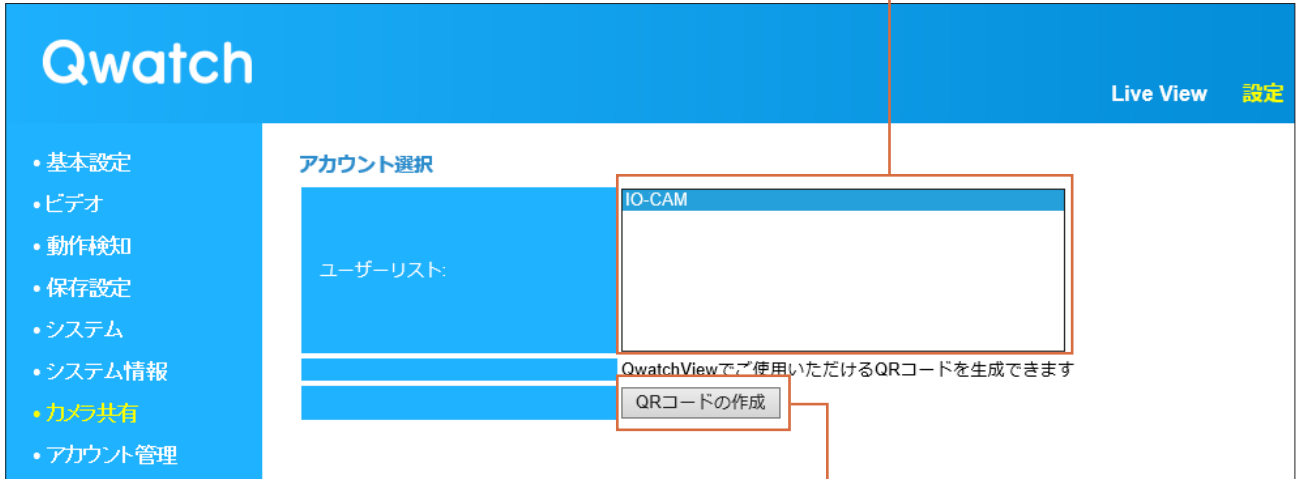 Qwatch
Live View 設定
・基本設定
・ビデオ
・動作検知
・保存設定
・システム
・システム情報
・カメラ共有
・アカウント管理
アカウント選択
ユーザーリスト:
IO-CAM
QwatchViewでご使用いただけるQRコードを生成できます
QRコードの作成